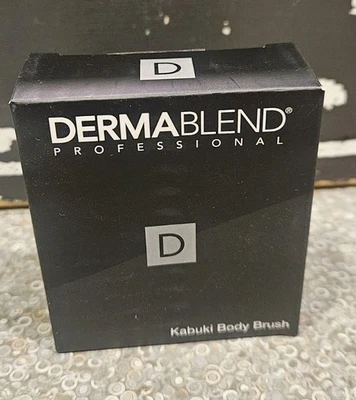 D
DERMABLEND®
PROFESSIONAL
D
Kabuki Body Brush